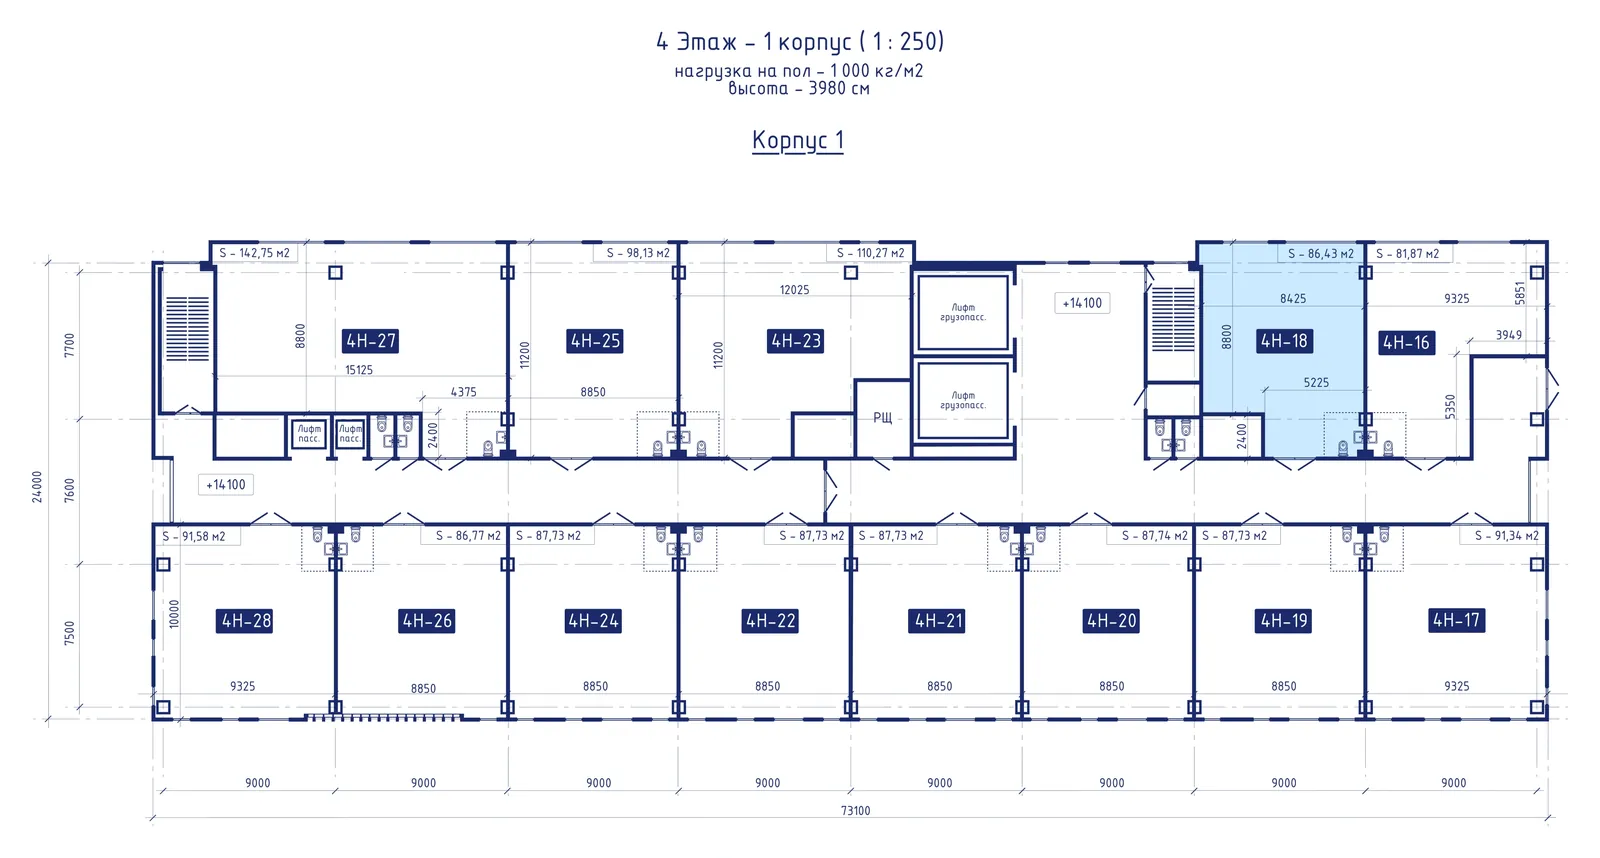 4 Этаж - 1 корпус ( 1 : 250)
нагрузка на пол - 1 000 кг/м2
высота - 3980 см
Корпус 1
S - 142,75 м2
S - 98,13 м2
S - 110,27 м2
S - 86,43 м2
S - 81,87 м2
12025
Лифт
грузопасс.
+14100
8425
9325
5851
7700
8800
4Н-27
11200
4Н-25
11200
4Н-23
8800
4Н-18
4Н-16
3949
15125
4375
8850
5225
5350
Лифт
грузопасс.
РЩ
Лифт
пасс.
Лифт
пасс.
2400
2400
24000
7600
+14100
S - 91,58 м2
S - 86,77 м2
S - 87,73 м2
S - 87,73 м2
S - 87,73 м2
S - 87,74 м2
S - 87,73 м2
S - 91,34 м2
7500
10000
4Н-28
4Н-26
4Н-24
4Н-22
4Н-21
4Н-20
4Н-19
4Н-17
9325
8850
8850
8850
8850
8850
8850
9325
9000
9000
9000
9000
9000
9000
9000
9000
73100